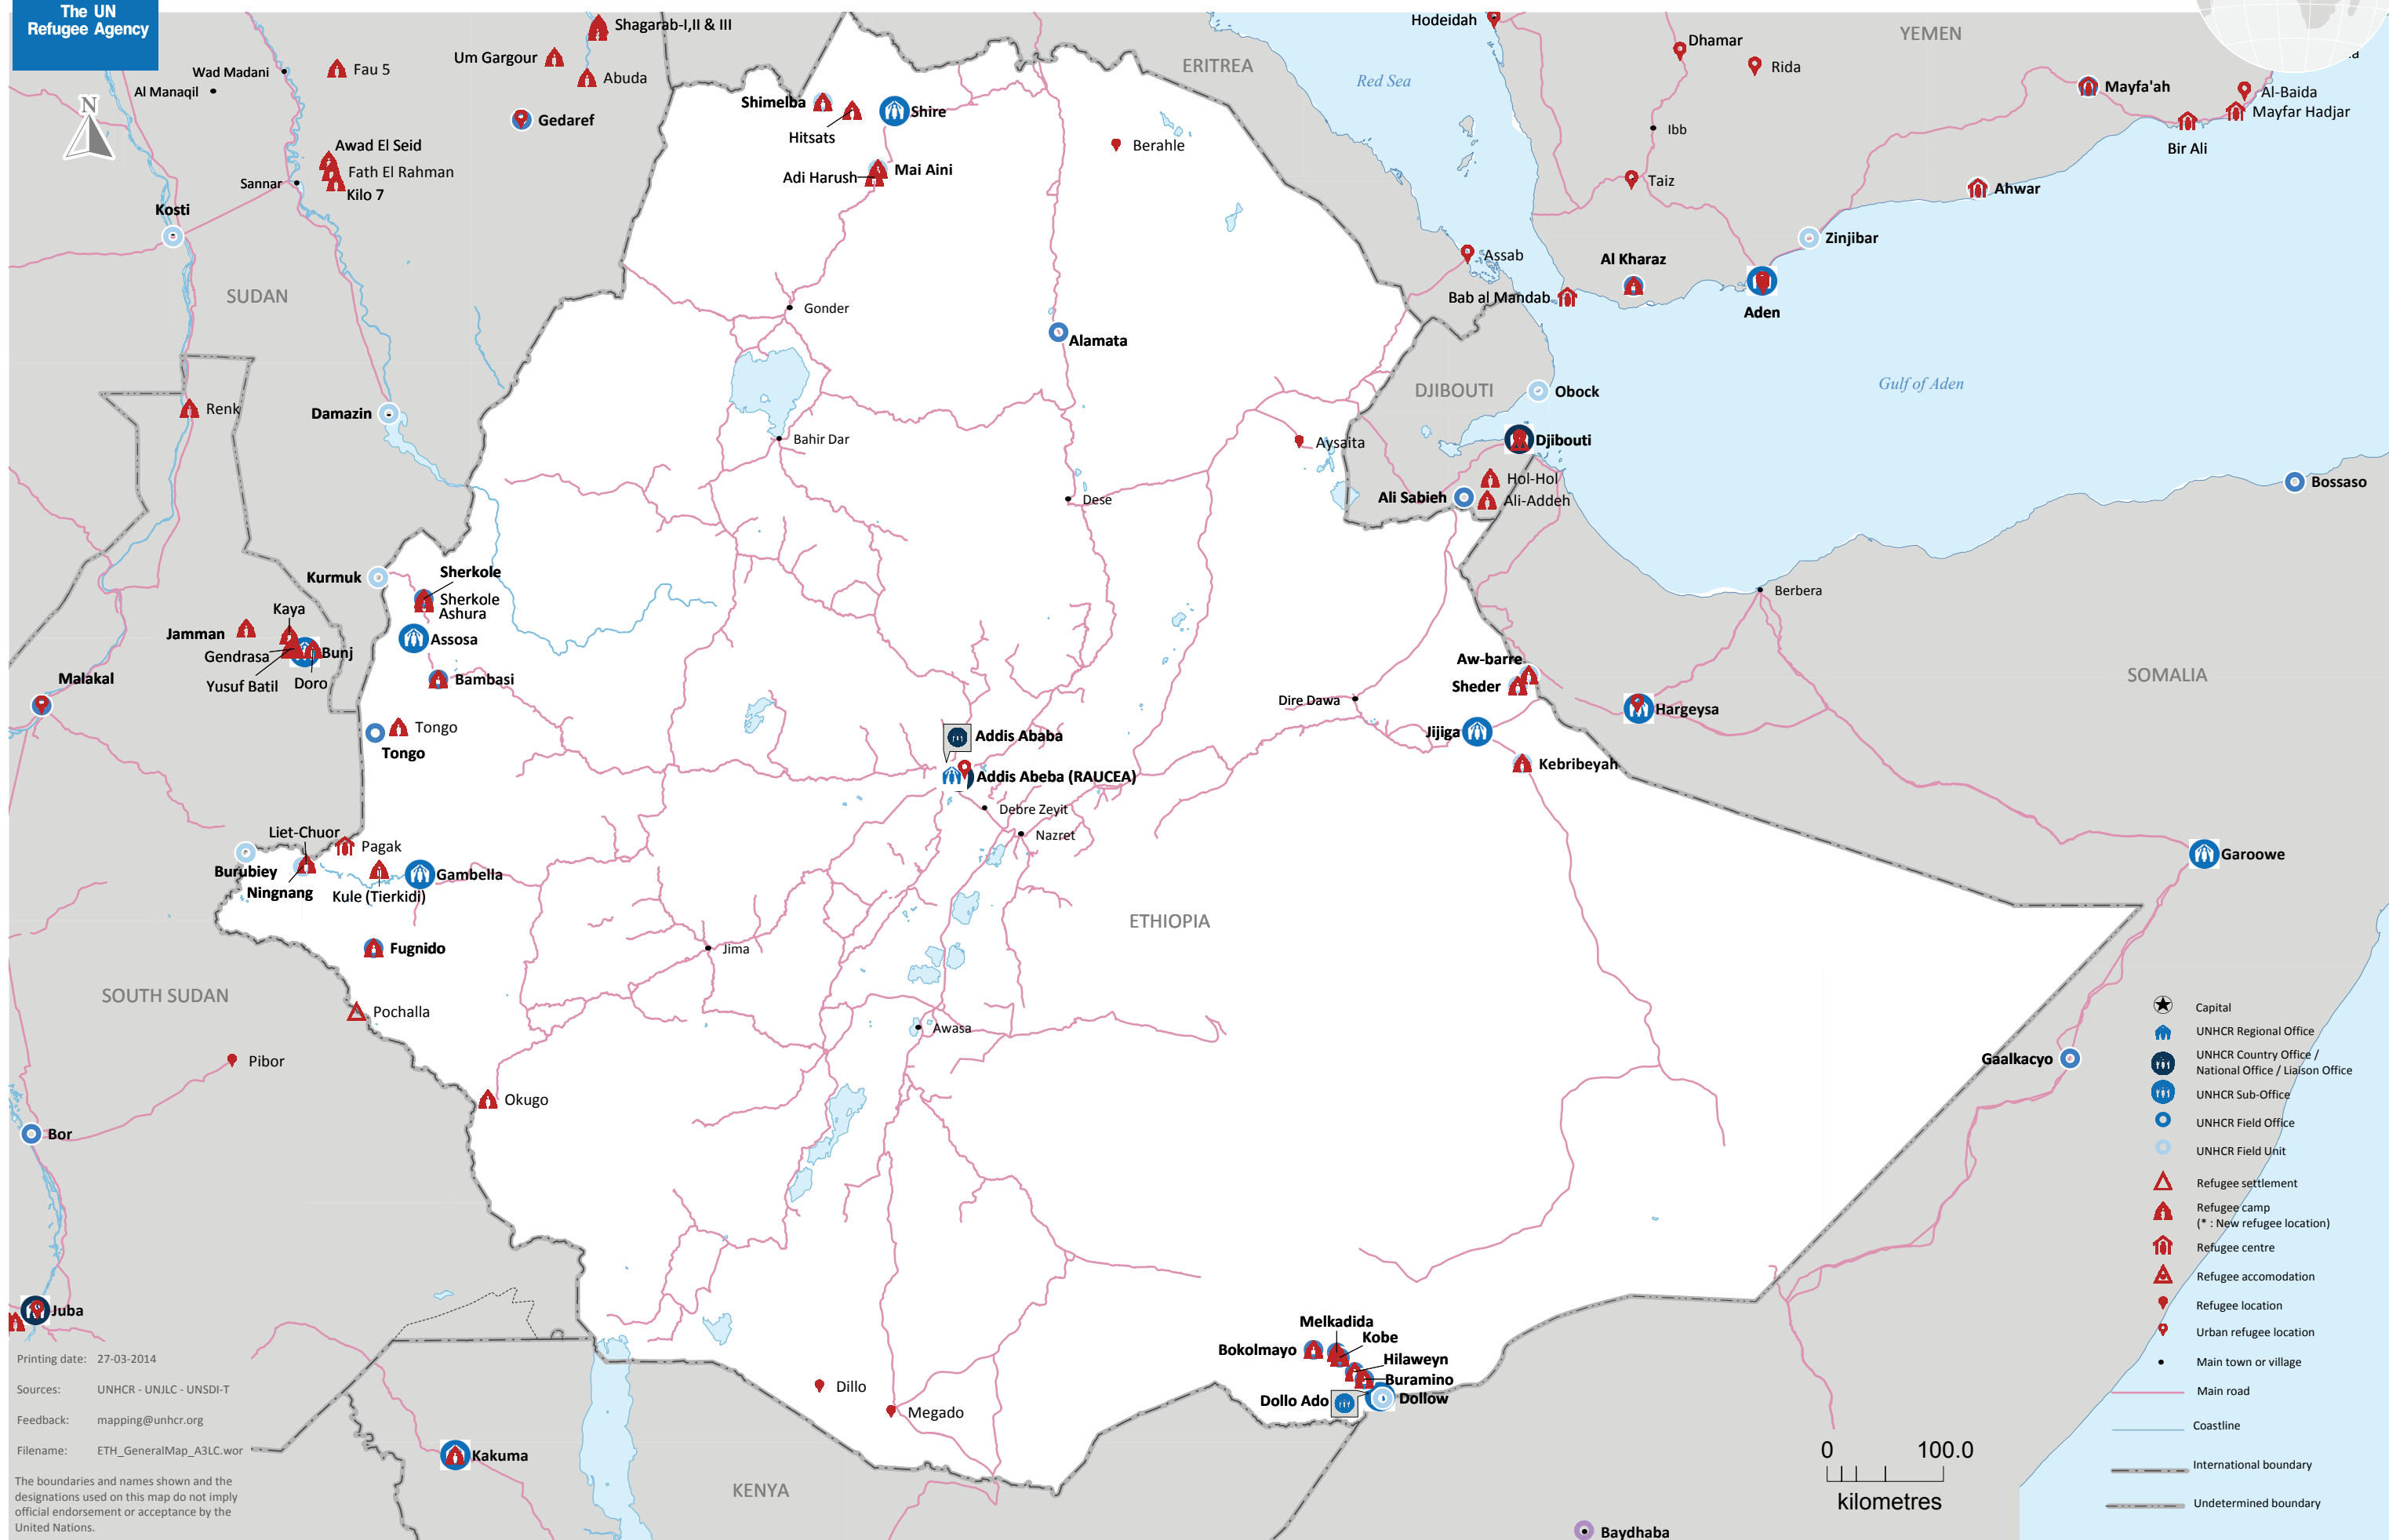 The UN
Refugee Agency
N
Shagarab-I,II & III
Um Gargour
Abuda
Fau 5
Wad Madani
Al Manaqil
Gedaref
Awad El Seid
Fath El Rahman
Kilo 7
Sannar
Kosti
SUDAN
Renk
Damazin
Shimelba
Hitsats
Shire
Adi Harush
Mai Aini
Berahle
ERITREA
Red Sea
Hodeidah
Dhamar
Rida
YEMEN
Ibb
Taiz
Mayfa'ah
Al-Baida
Mayfar Hadjar
Bir Ali
Ahwar
Zinjibar
Aden
Al Kharaz
Assab
Bab al Mandab
Gonder
Alamata
Bahir Dar
Dese
Aysaita
DJIBOUTI
Obock
Djibouti
Hol-Hol
Ali Sabieh
Ali-Addeh
Gulf of Aden
Bossaso
Berbera
SOMALIA
Kurmuk
Sherkole
Sherkole
Ashura
Assosa
Bambasi
Kaya
Jamman
Gendrasa
Bunj
Yusuf Batil
Doro
Malakal
Tongo
Tongo
Addis Ababa
Addis Abeba (RAUCEA)
Debre Zeyit
Nazret
Dire Dawa
Aw-barre
Sheder
Jijiga
Hargeysa
Kebribeyah
Garoowe
Liet-Chuor
Pagak
Burubiey
Ningnang
Kule (Tierkidi)
Gambella
Fugnido
Jima
ETHIOPIA
SOUTH SUDAN
Pochalla
Pibor
Okugo
Awasa
Bor
Gaalkacyo
Juba
Melkadida
Kobe
Bokolmayo
Hilaweyn
Buramino
Dollo Ado
Dollow
Dillo
Megado
Kakuma
KENYA
Baydhaba
Capital
UNHCR Regional Office
UNHCR Country Office /
National Office / Liaison Office
UNHCR Sub-Office
UNHCR Field Office
UNHCR Field Unit
Refugee settlement
Refugee camp
(* : New refugee location)
Refugee centre
Refugee accomodation
Refugee location
Urban refugee location
Main town or village
Main road
Coastline
International boundary
Undetermined boundary
0 100.0
kilometres
Printing date: 27-03-2014
Sources: UNHCR - UNJLC - UNSDI-T
Feedback: mapping@unhcr.org
Filename: ETH_GeneralMap_A3LC.wor
The boundaries and names shown and the
designations used on this map do not imply
official endorsement or acceptance by the
United Nations.